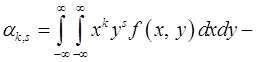 α_{k,s} = ∫_{-∞}^{∞} ∫_{-∞}^{∞} x^k y^s f(x, y) dxdy −